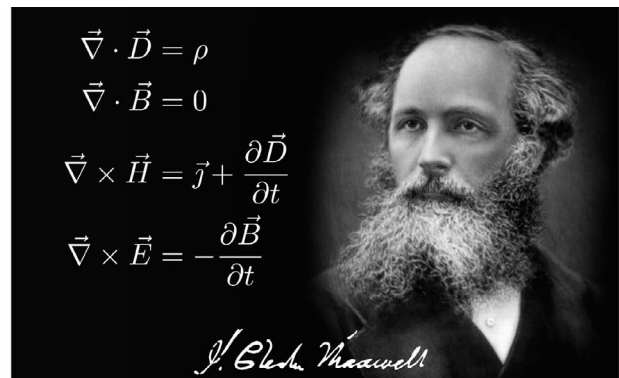 ∇⃗ · D⃗ = ρ
∇⃗ · B⃗ = 0
∇⃗ × H⃗ = j⃗ + ∂D⃗/∂t
∇⃗ × E⃗ = −∂B⃗/∂t
J. Clerk Maxwell